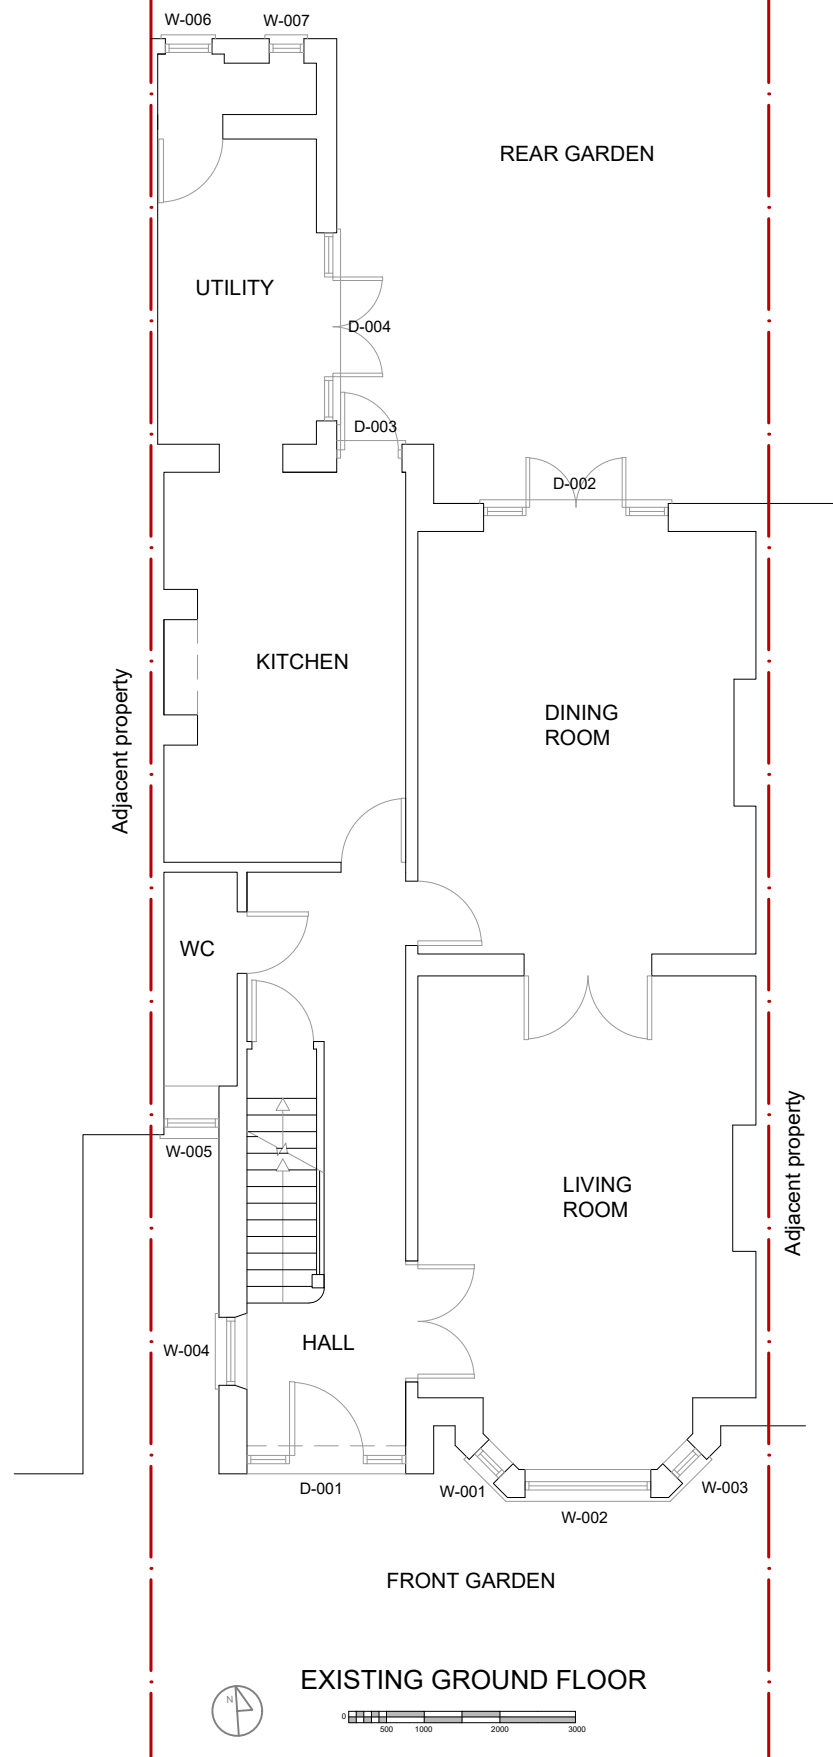 W-006
W-007
REAR GARDEN
UTILITY
D-004
D-003
D-002
KITCHEN
DINING
ROOM
Adjacent property
WC
W-005
LIVING
ROOM
Adjacent property
W-004
HALL
D-001
W-001
W-002
W-003
FRONT GARDEN
EXISTING GROUND FLOOR
N
0
500
1000
2000
3000